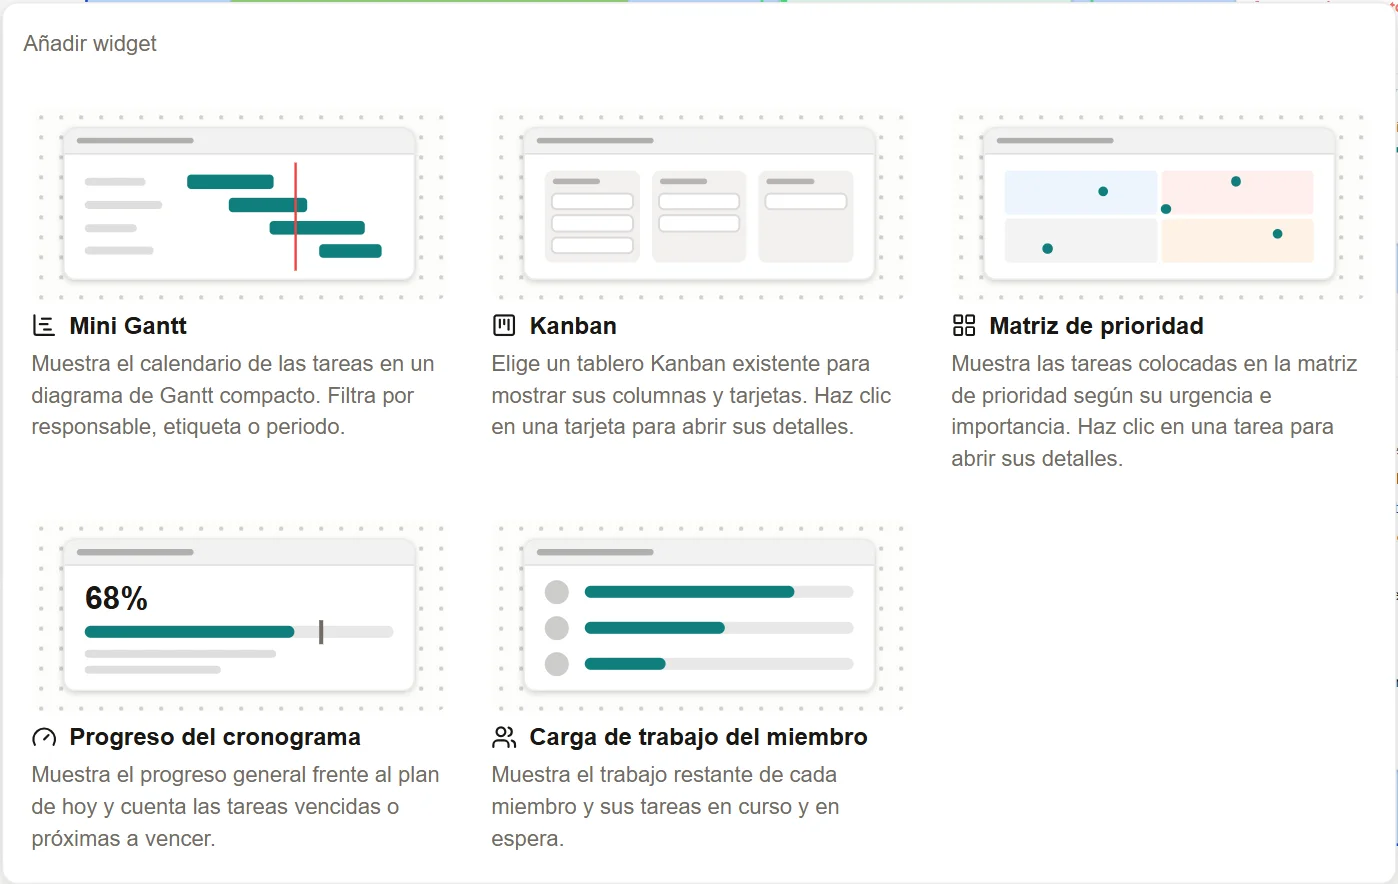 Añadir widget
Mini Gantt
Muestra el calendario de las tareas en un
diagrama de Gantt compacto. Filtra por
responsable, etiqueta o periodo.
Kanban
Elige un tablero Kanban existente para
mostrar sus columnas y tarjetas. Haz clic
en una tarjeta para abrir sus detalles.
Matriz de prioridad
Muestra las tareas colocadas en la matriz
de prioridad según su urgencia e
importancia. Haz clic en una tarea para
abrir sus detalles.
68%
Progreso del cronograma
Muestra el progreso general frente al plan
de hoy y cuenta las tareas vencidas o
próximas a vencer.
Carga de trabajo del miembro
Muestra el trabajo restante de cada
miembro y sus tareas en curso y en
espera.